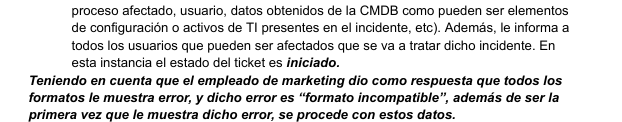 proceso afectado, usuario, datos obtenidos de la CMDB como pueden ser elementos
de configuración o activos de TI presentes en el incidente, etc). Además, le informa a
todos los usuarios que pueden ser afectados que se va a tratar dicho incidente. En
esta instancia el estado del ticket es iniciado.
Teniendo en cuenta que el empleado de marketing dio como respuesta que todos los
formatos le muestra error, y dicho error es “formato incompatible”, además de ser la
primera vez que le muestra dicho error, se procede con estos datos.